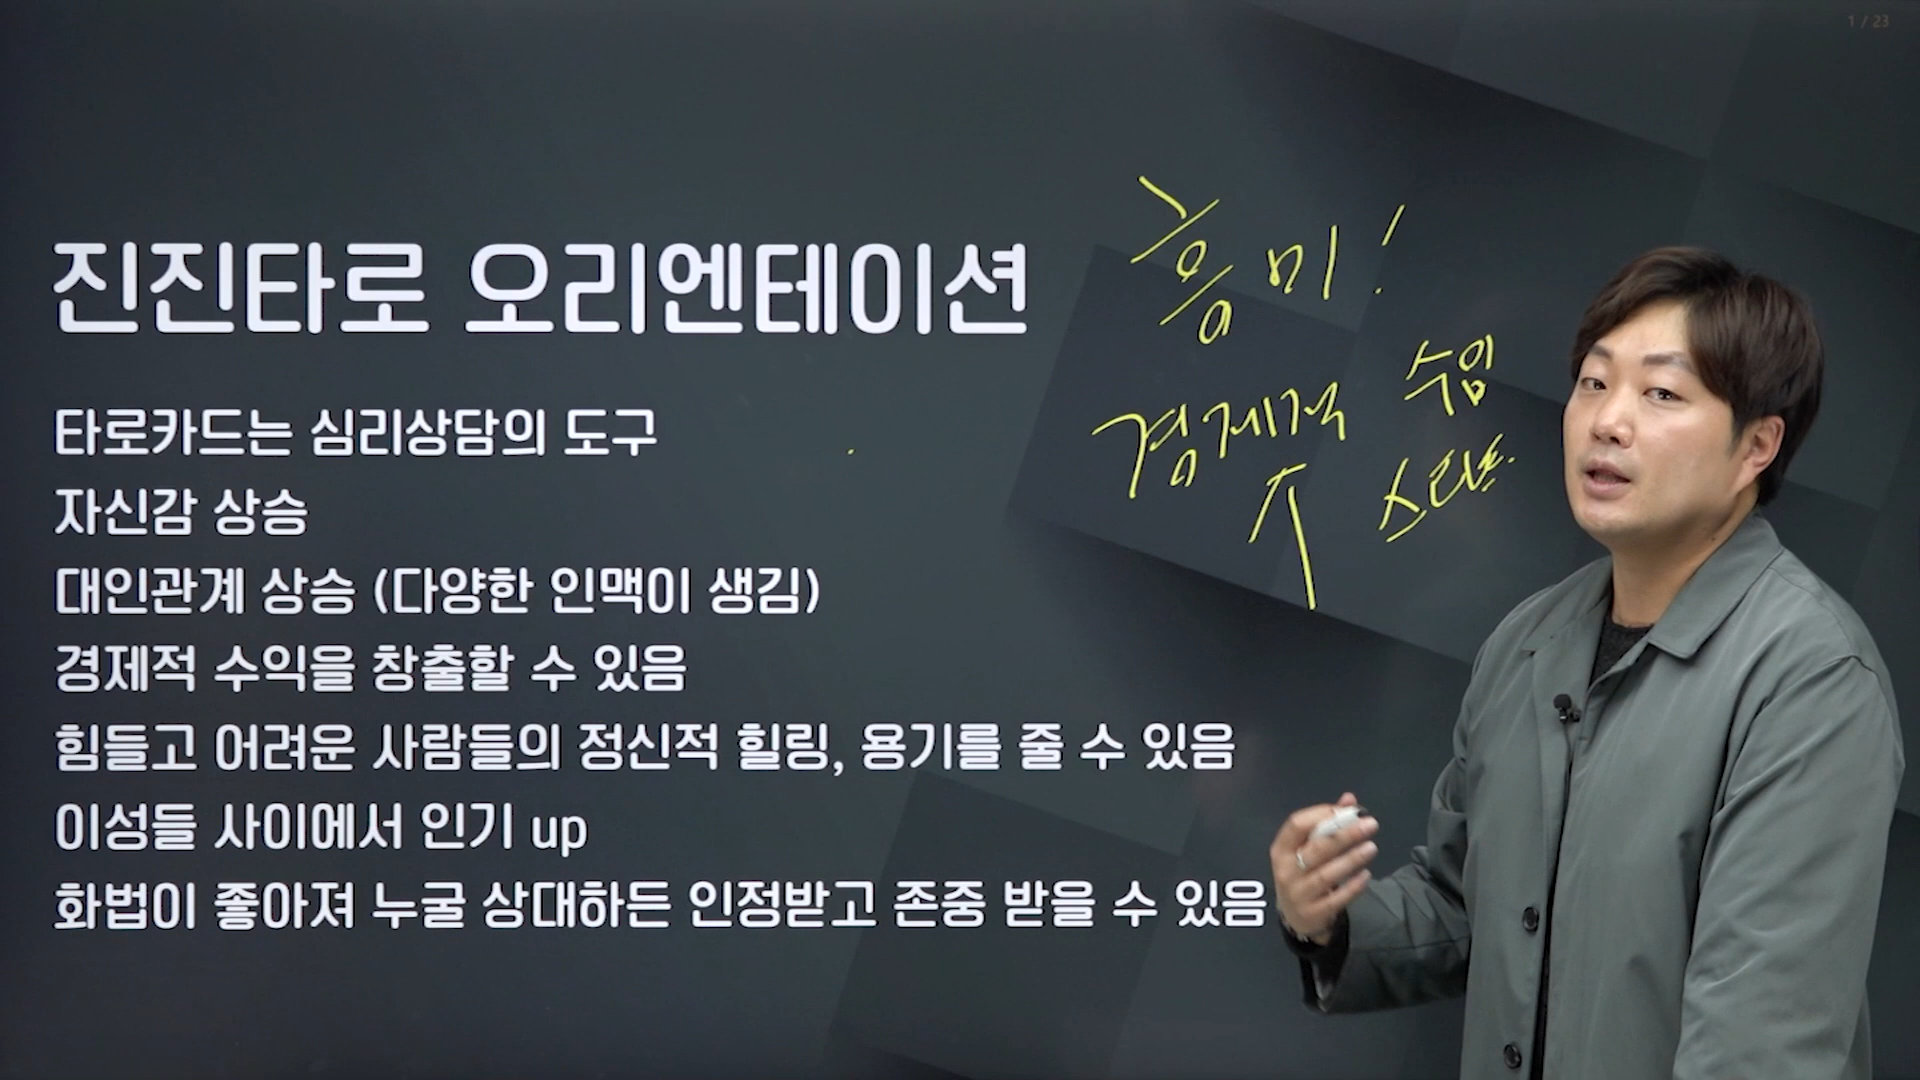 1 / 23
진진타로 오리엔테이션
흥미!
경제적 수입
타로카드는 심리상담의 도구
자신감 상승
대인관계 상승 (다양한 인맥이 생김)
경제적 수익을 창출할 수 있음
힘들고 어려운 사람들의 정신적 힐링, 용기를 줄 수 있음
이성들 사이에서 인기 up
화법이 좋아져 누굴 상대하든 인정받고 존중 받을 수 있음